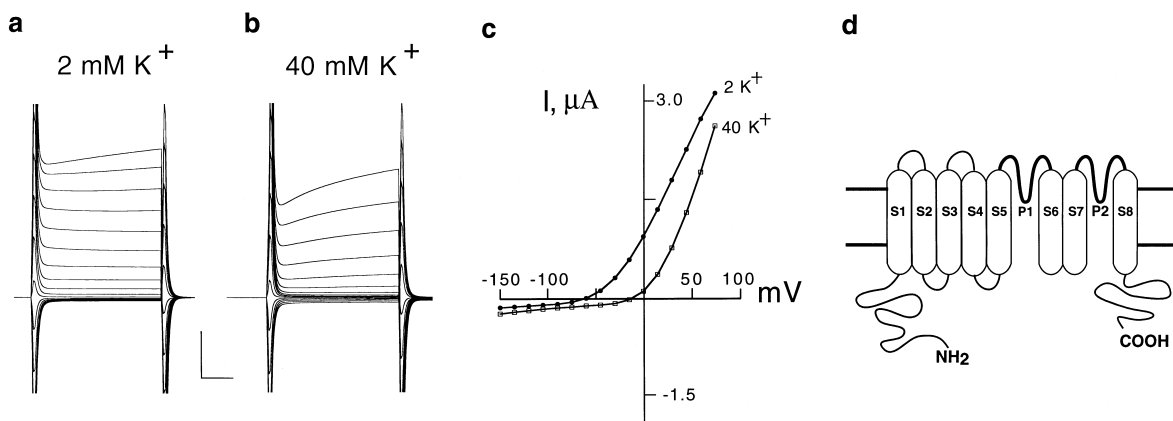 a
2 mM K+
b
40 mM K+
c
I, μA
3.0
2 K+
40 K+
-150 -100 50 100 mV
-1.5
d
S1 S2 S3 S4 S5 P1 S6 S7 P2 S8
NH2
COOH